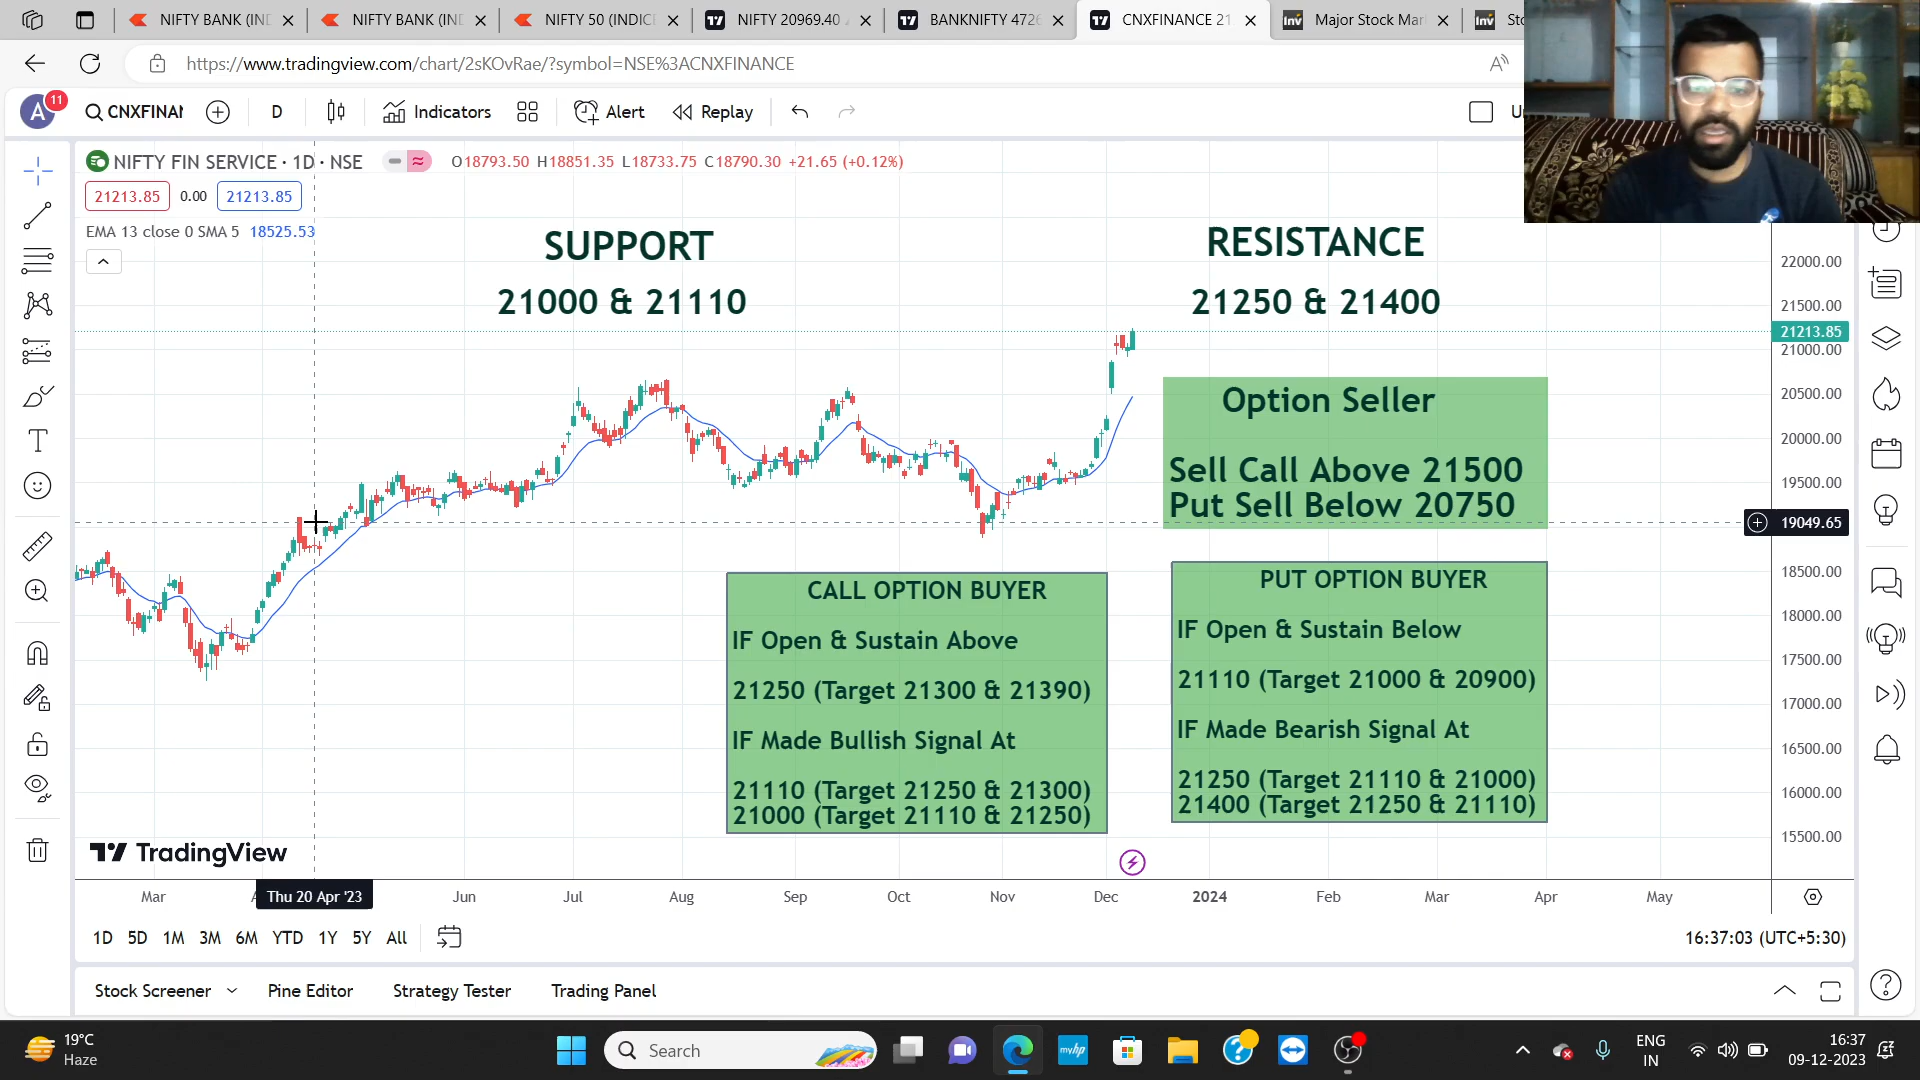 NIFTY BANK (IND
NIFTY BANK (IND
NIFTY 50 (INDICI
NIFTY 20969.40
BANKNIFTY 4726
CNXFINANCE 21
Inv
Major Stock Mar
Inv
https://www.tradingview.com/chart/2sKOvRae/?symbol=NSE%3ACNXFINANCE
A
11
CNXFINAN
D
Indicators
Alert
Replay
NIFTY FIN SERVICE · 1D · NSE
O18793.50 H18851.35 L18733.75 C18790.30 +21.65 (+0.12%)
21213.85
0.00
21213.85
EMA 13 close 0 SMA 5 18525.53
SUPPORT
21000 & 21110
RESISTANCE
21250 & 21400
Option Seller
Sell Call Above 21500
Put Sell Below 20750
CALL OPTION BUYER
IF Open & Sustain Above
21250 (Target 21300 & 21390)
IF Made Bullish Signal At
21110 (Target 21250 & 21300)
21000 (Target 21110 & 21250)
PUT OPTION BUYER
IF Open & Sustain Below
21110 (Target 21000 & 20900)
IF Made Bearish Signal At
21250 (Target 21110 & 21000)
21400 (Target 21250 & 21110)
22000.00
21500.00
21213.85
21000.00
20500.00
20000.00
19500.00
19049.65
18500.00
18000.00
17500.00
17000.00
16500.00
16000.00
15500.00
TradingView
Mar
Thu 20 Apr '23
Jun
Jul
Aug
Sep
Oct
Nov
Dec
2024
Feb
Mar
Apr
May
1D 5D 1M 3M 6M YTD 1Y 5Y All
16:37:03 (UTC+5:30)
Stock Screener
Pine Editor
Strategy Tester
Trading Panel
19°C
Haze
Search
myhp
ENG
IN
16:37
09-12-2023